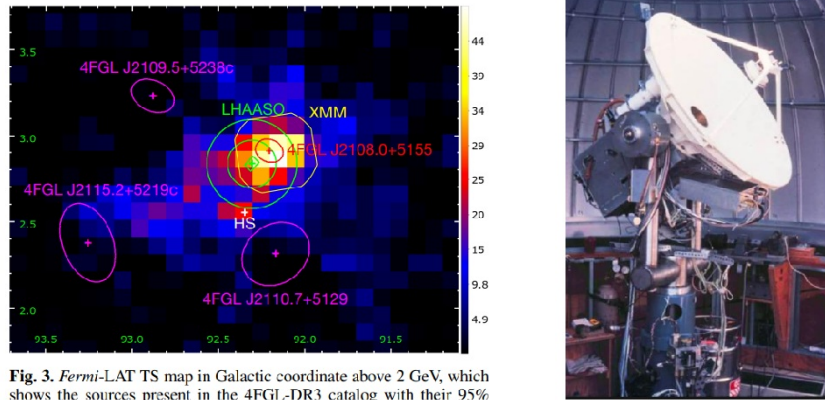 44
3.5
4FGL J2109.5+5238c
39
LHAASO
XMM
34
3.0
4FGL J2108.0+5155
29
25
4FGL J2115.2+5219c
2.5
20
HS
15
4FGL J2110.7+5129
9.8
2.0
4.9
93.5 93.0 92.5 92.0 91.5
Fig. 3. Fermi-LAT TS map in Galactic coordinate above 2 GeV, which
shows the sources present in the 4FGL-DR3 catalog with their 95%